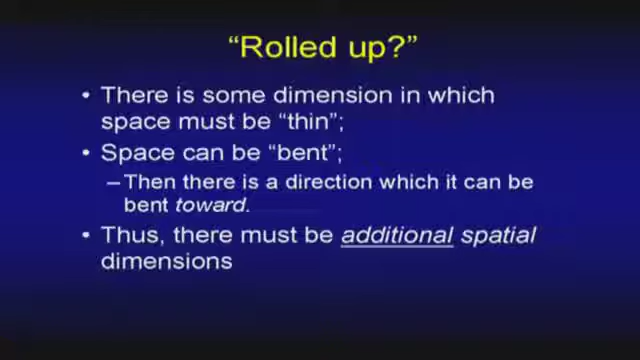 “Rolled up?”
• There is some dimension in which
space must be “thin”;
• Space can be “bent”;
–Then there is a direction which it can be
bent toward.
• Thus, there must be additional spatial
dimensions